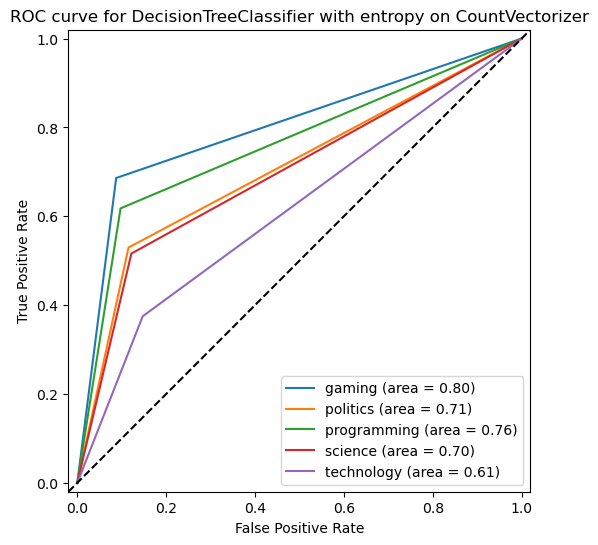 ROC curve for DecisionTreeClassifier with entropy on CountVectorizer
1.0
0.8
0.6
0.4
0.2
0.0
True Positive Rate
gaming (area = 0.80)
politics (area = 0.71)
programming (area = 0.76)
science (area = 0.70)
technology (area = 0.61)
0.0 0.2 0.4 0.6 0.8 1.0
False Positive Rate